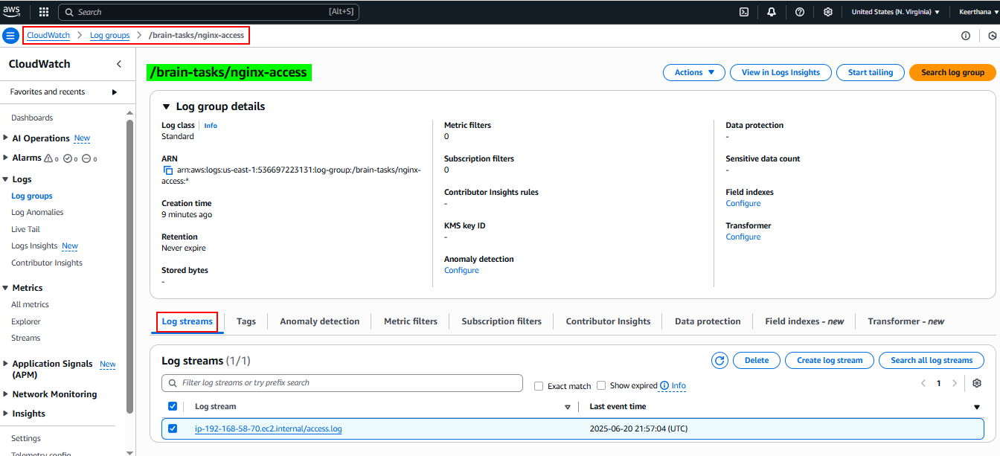 aws
Search
[Alt+S]
United States (N. Virginia)
Keerthana
CloudWatch
Log groups
/brain-tasks/nginx-access
CloudWatch
Favorites and recents
Dashboards
AI Operations New
Alarms 0 0 0
Logs
Log groups
Log Anomalies
Live Tail
Logs Insights New
Contributor Insights
Metrics
All metrics
Explorer
Streams
Application Signals New
(APM)
Network Monitoring
Insights
Settings
Telemetry config
/brain-tasks/nginx-access
Actions
View in Logs Insights
Start tailing
Search log group
Log group details
Log class Info
Standard
ARN
arn:aws:logs:us-east-1:536697223131:log-group:/brain-tasks/nginx-
access:*
Creation time
9 minutes ago
Retention
Never expire
Stored bytes
-
Metric filters
0
Subscription filters
0
Contributor Insights rules
-
KMS key ID
-
Anomaly detection
Configure
Data protection
-
Sensitive data count
-
Field indexes
Configure
Transformer
Configure
Log streams
Tags
Anomaly detection
Metric filters
Subscription filters
Contributor Insights
Data protection
Field indexes - new
Transformer - new
Log streams (1/1)
Delete
Create log stream
Search all log streams
Filter log streams or try prefix search
Exact match
Show expired
Info
1
Log stream
Last event time
ip-192-168-58-70.ec2.internal/access.log
2025-06-20 21:57:04 (UTC)